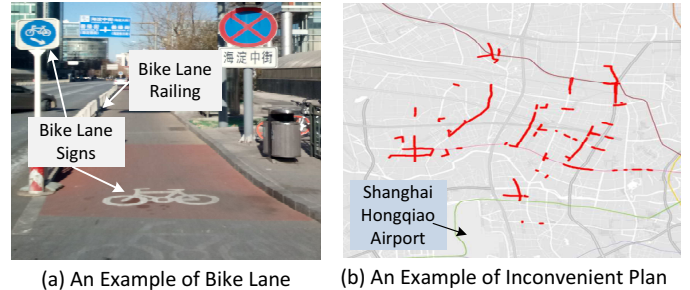 海淀中街
Bike Lane
Railing
Bike Lane
Signs
Shanghai
Hongqiao
Airport
(a) An Example of Bike Lane
(b) An Example of Inconvenient Plan